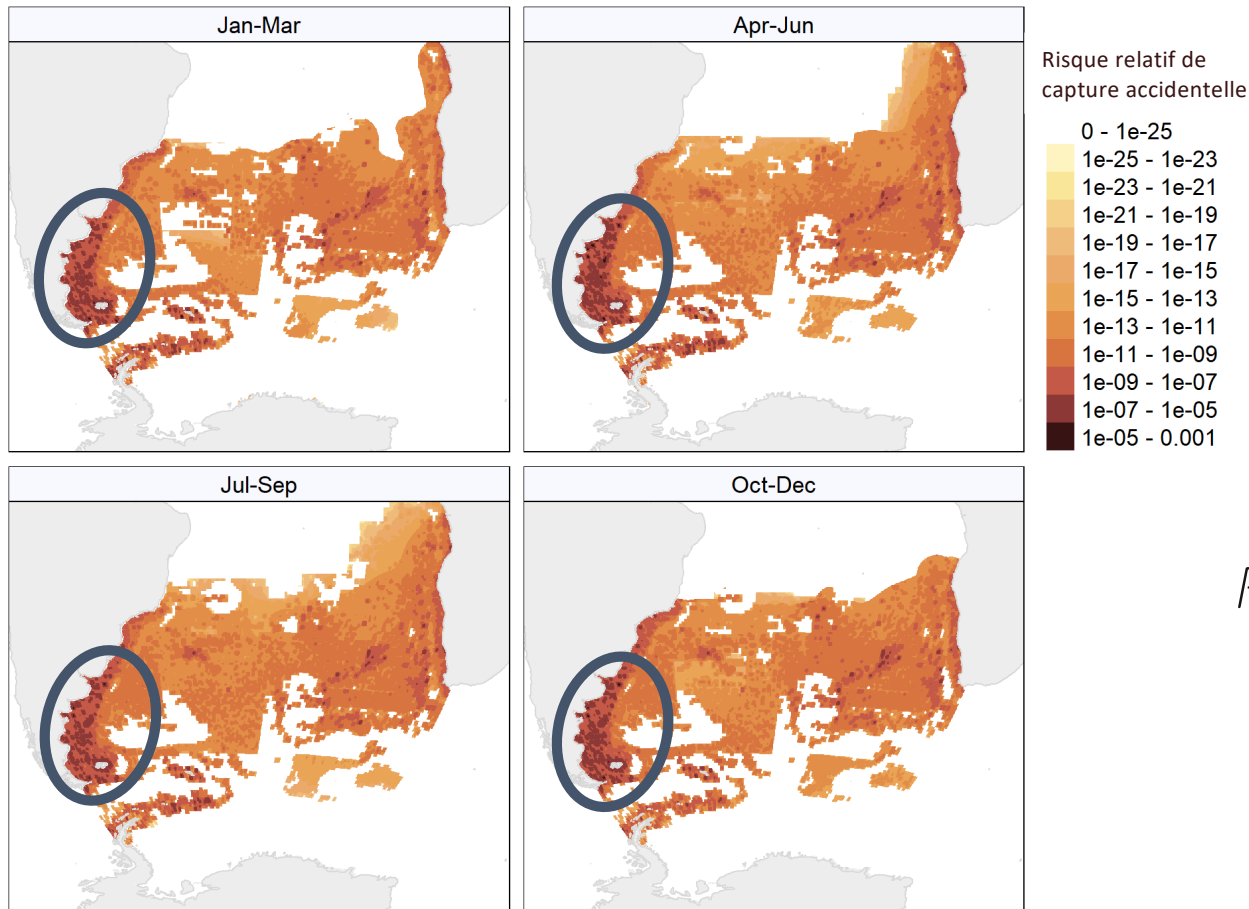 Jan-Mar
Apr-Jun
Risque relatif de
capture accidentelle
0 - 1e-25
1e-25 - 1e-23
1e-23 - 1e-21
1e-21 - 1e-19
1e-19 - 1e-17
1e-17 - 1e-15
1e-15 - 1e-13
1e-13 - 1e-11
1e-11 - 1e-09
1e-09 - 1e-07
1e-07 - 1e-05
1e-05 - 0.001
Jul-Sep
Oct-Dec